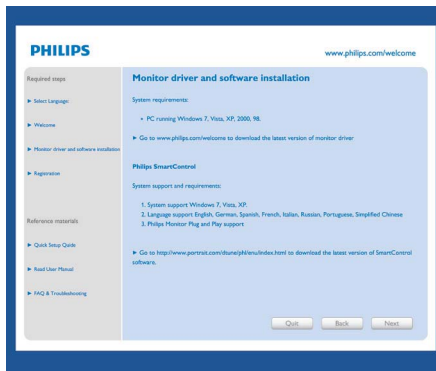 PHILIPS
www.philips.com/welcome
Required steps
Select Language:
Welcome
Monitor driver and software installation
Registration
Reference materials
Quick Setup Quide
Read User Manual
FAQ & Troubleshooting
Monitor driver and software installation
System requirements:
• PC running Windows 7, Vista, XP, 2000, 98.
Go to www.philips.com/welcome to download the latest version of monitor driver
Philips SmartControl
System support and requirements:
1. System support Windows 7, Vista, XP.
2. Language support English, German, Spanish, French, Italian, Russian, Portuguese, Simplified Chinese
3. Philips Monitor Plug and Play support
Go to http://www.portrait.com/dtune/phl/enu/index.html to download the latest version of SmartControl
software.
Quit
Back
Next